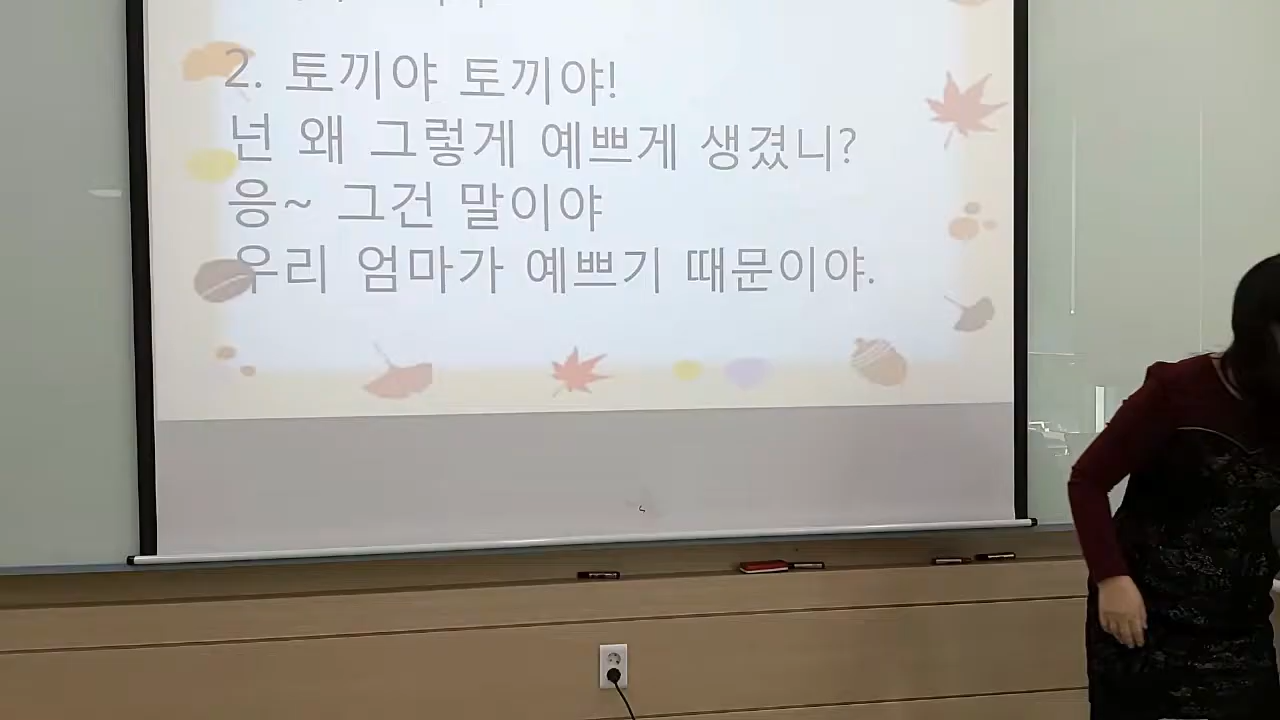 2. 토끼야 토끼야!
넌 왜 그렇게 예쁘게 생겼니?
응~ 그건 말이야
우리 엄마가 예쁘기 때문이야.